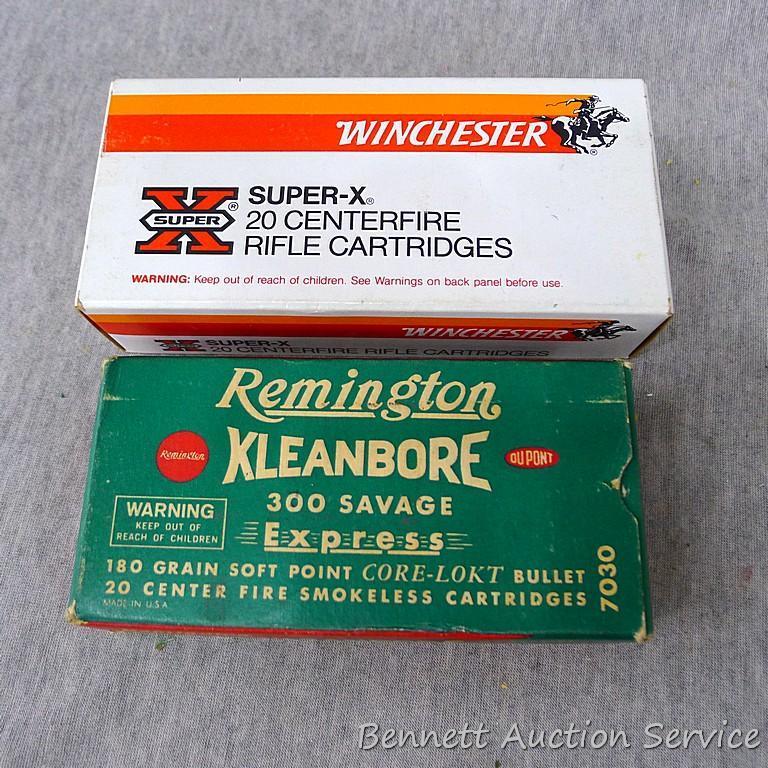 WINCHESTER
SUPER
SUPER-X®
20 CENTERFIRE
RIFLE CARTRIDGES
WARNING: Keep out of reach of children. See Warnings on back panel before use.
WINCHESTER
SUPER-X
20 CENTERFIRE RIFLE CARTRIDGES
Remington
KLEANBORE
Remington
DU PONT
300 SAVAGE
WARNING
KEEP OUT OF
REACH OF CHILDREN
Express
180 GRAIN SOFT POINT CORE-LOKT BULLET
20 CENTER FIRE SMOKELESS CARTRIDGES
7030
MADE IN U.S.A.
Bennett Auction Service